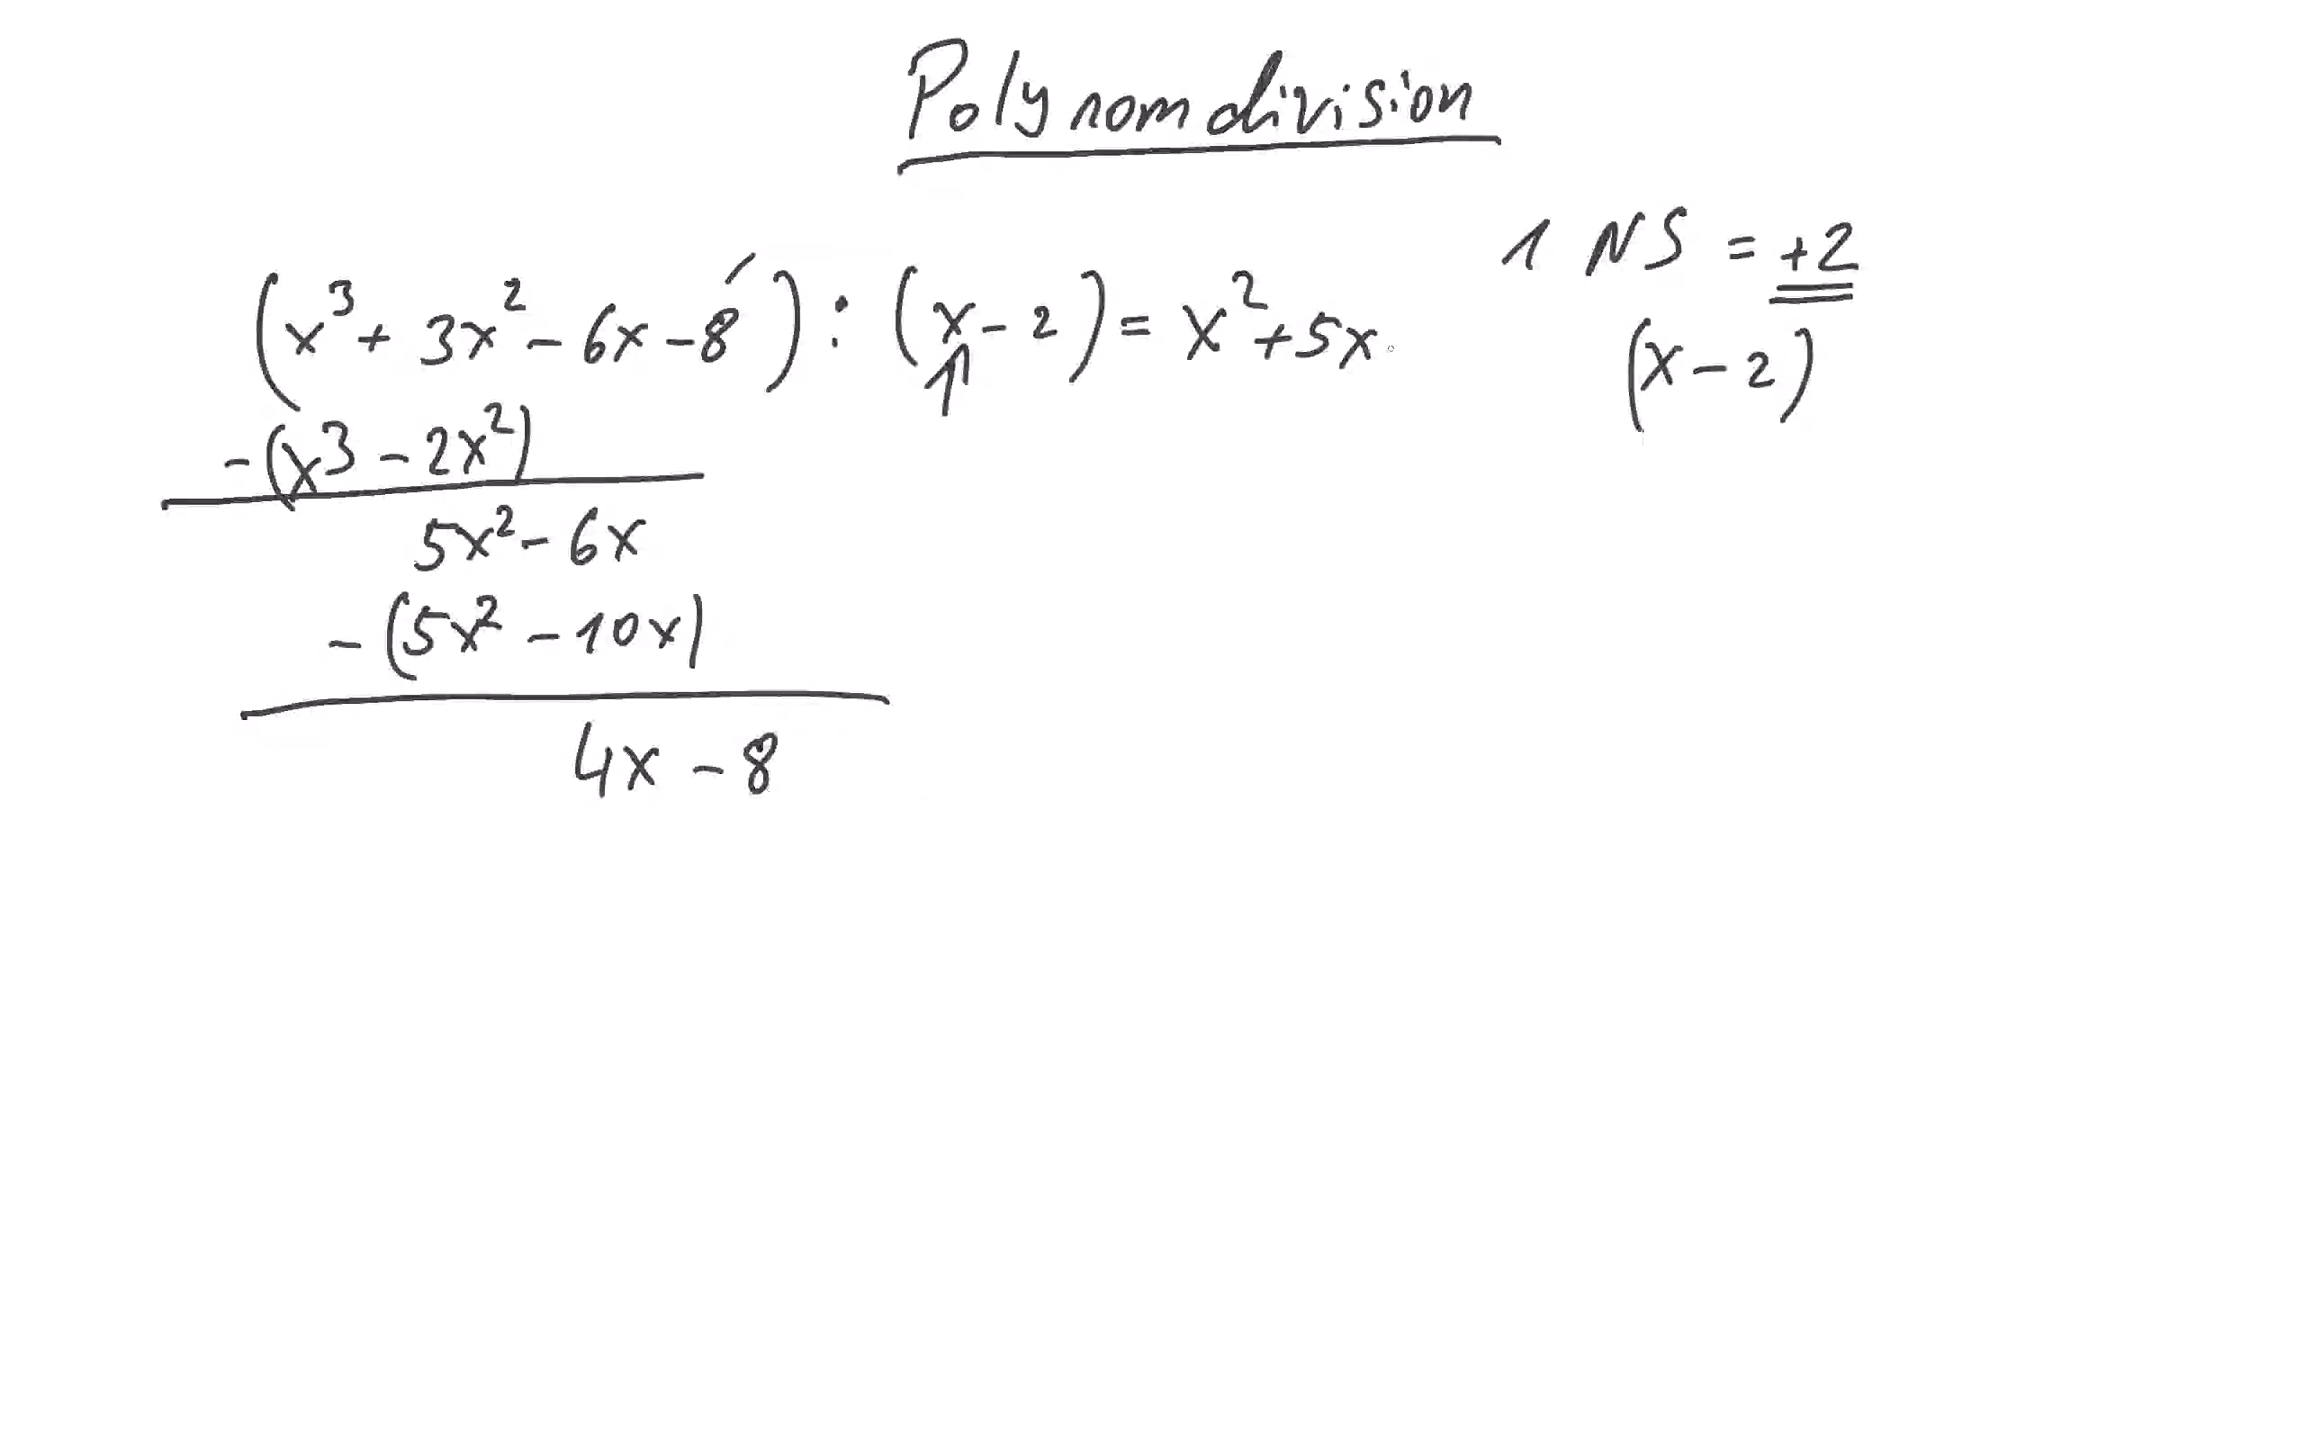 Polynomdivision
1 NS = +2
(x³ + 3x² - 6x - 8) : (x - 2) = x² + 5x
(x - 2)
- (x³ - 2x²)
5x² - 6x
- (5x² - 10x)
4x - 8